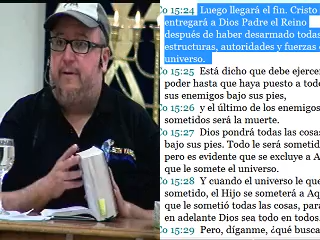 BETH YAHW
Co 15:24 Luego llegará el fin. Cristo
entregará a Dios Padre el Reino
después de haber desarmado todas
estructuras, autoridades y fuerzas d
universo.
Co 15:25 Está dicho que debe ejercer
poder hasta que haya puesto a todo
sus enemigos bajo sus pies,
Co 15:26 y el último de los enemigos
sometidos será la muerte.
Co 15:27 Dios pondrá todas las cosas
bajo sus pies. Todo le será sometid
pero es evidente que se excluye a A
que le somete el universo.
Co 15:28 Y cuando el universo le que
sometido, el Hijo se someterá a Aq
que le sometió todas las cosas, para
en adelante Dios sea todo en todos.
Co 15:29 Pero, díganme, ¿qué busca